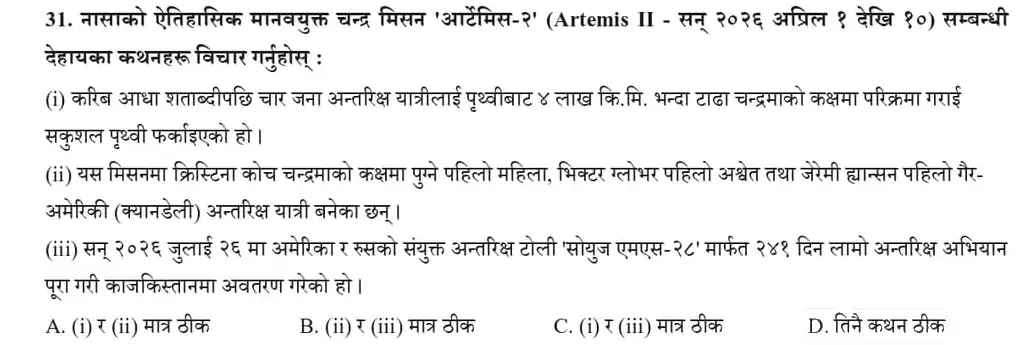 31. नासाको ऐतिहासिक मानवयुक्त चन्द्र मिसन 'आर्टेमिस-२' (Artemis II - सन् २०२६ अप्रिल १ देखि १०) सम्बन्धी
देहायका कथनहरू विचार गर्नुहोस् :
(i) करिब आधा शताब्दीपछि चार जना अन्तरिक्ष यात्रीलाई पृथ्वीबाट ४ लाख कि.मि. भन्दा टाढा चन्द्रमाको कक्षमा परिक्रमा गराई
सकुशल पृथ्वी फर्काइएको हो ।
(ii) यस मिसनमा क्रिस्टिना कोच चन्द्रमाको कक्षमा पुग्ने पहिलो महिला, भिक्टर ग्लोभर पहिलो अश्वेत तथा जेरेमी ह्यान्सन पहिलो गैर-
अमेरिकी (क्यानडेली) अन्तरिक्ष यात्री बनेका छन् ।
(iii) सन् २०२६ जुलाई २६ मा अमेरिका र रुसको संयुक्त अन्तरिक्ष टोली 'सोयुज एमएस-२८' मार्फत २४१ दिन लामो अन्तरिक्ष अभियान
पूरा गरी काजकिस्तानमा अवतरण गरेको हो ।
A. (i) र (ii) मात्र ठीक B. (ii) र (iii) मात्र ठीक C. (i) र (iii) मात्र ठीक D. तिनै कथन ठीक